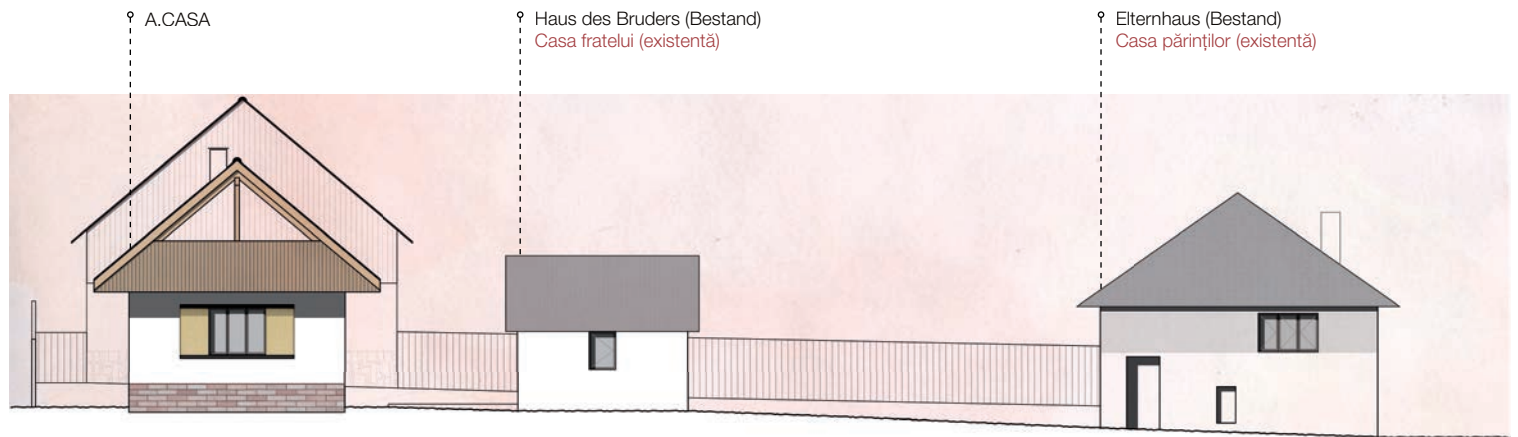 A.CASA
Haus des Bruders (Bestand)
Casa fratelui (existentă)
Elternhaus (Bestand)
Casa părinților (existentă)